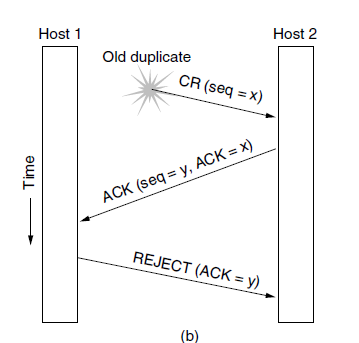 Host 1
Host 2
Old duplicate
CR (seq = x)
ACK (seq = y, ACK = x)
Time
REJECT (ACK = y)
(b)